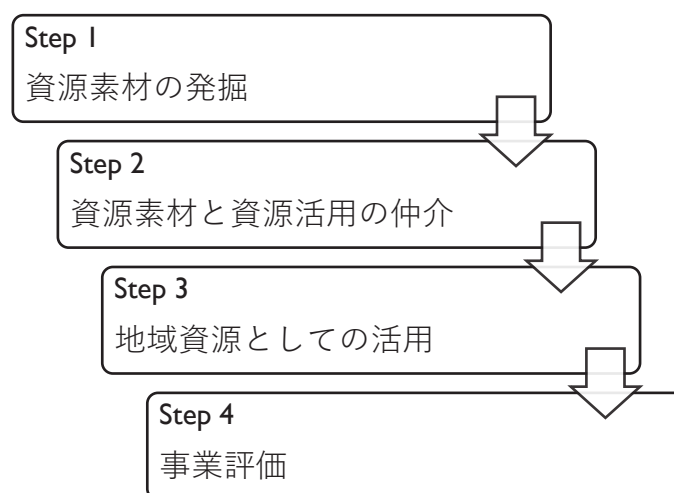 Step 1
資源素材の発掘
Step 2
資源素材と資源活用の仲介
Step 3
地域資源としての活用
Step 4
事業評価